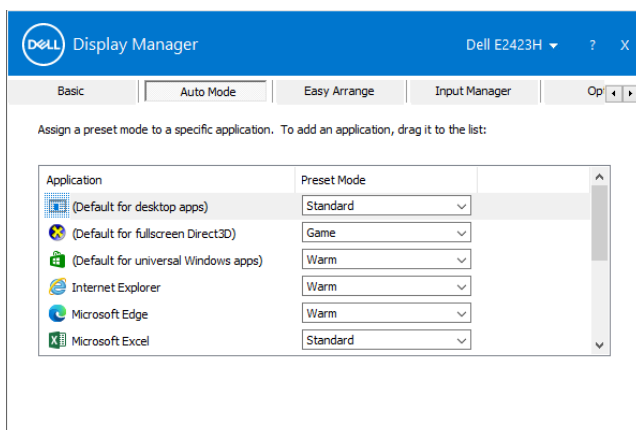 DELL Display Manager Dell E2423H ? X
Basic Auto Mode Easy Arrange Input Manager
Assign a preset mode to a specific application. To add an application, drag it to the list:
Application Preset Mode
(Default for desktop apps) Standard
(Default for fullscreen Direct3D) Game
(Default for universal Windows apps) Warm
Internet Explorer Warm
Microsoft Edge Warm
Microsoft Excel Standard